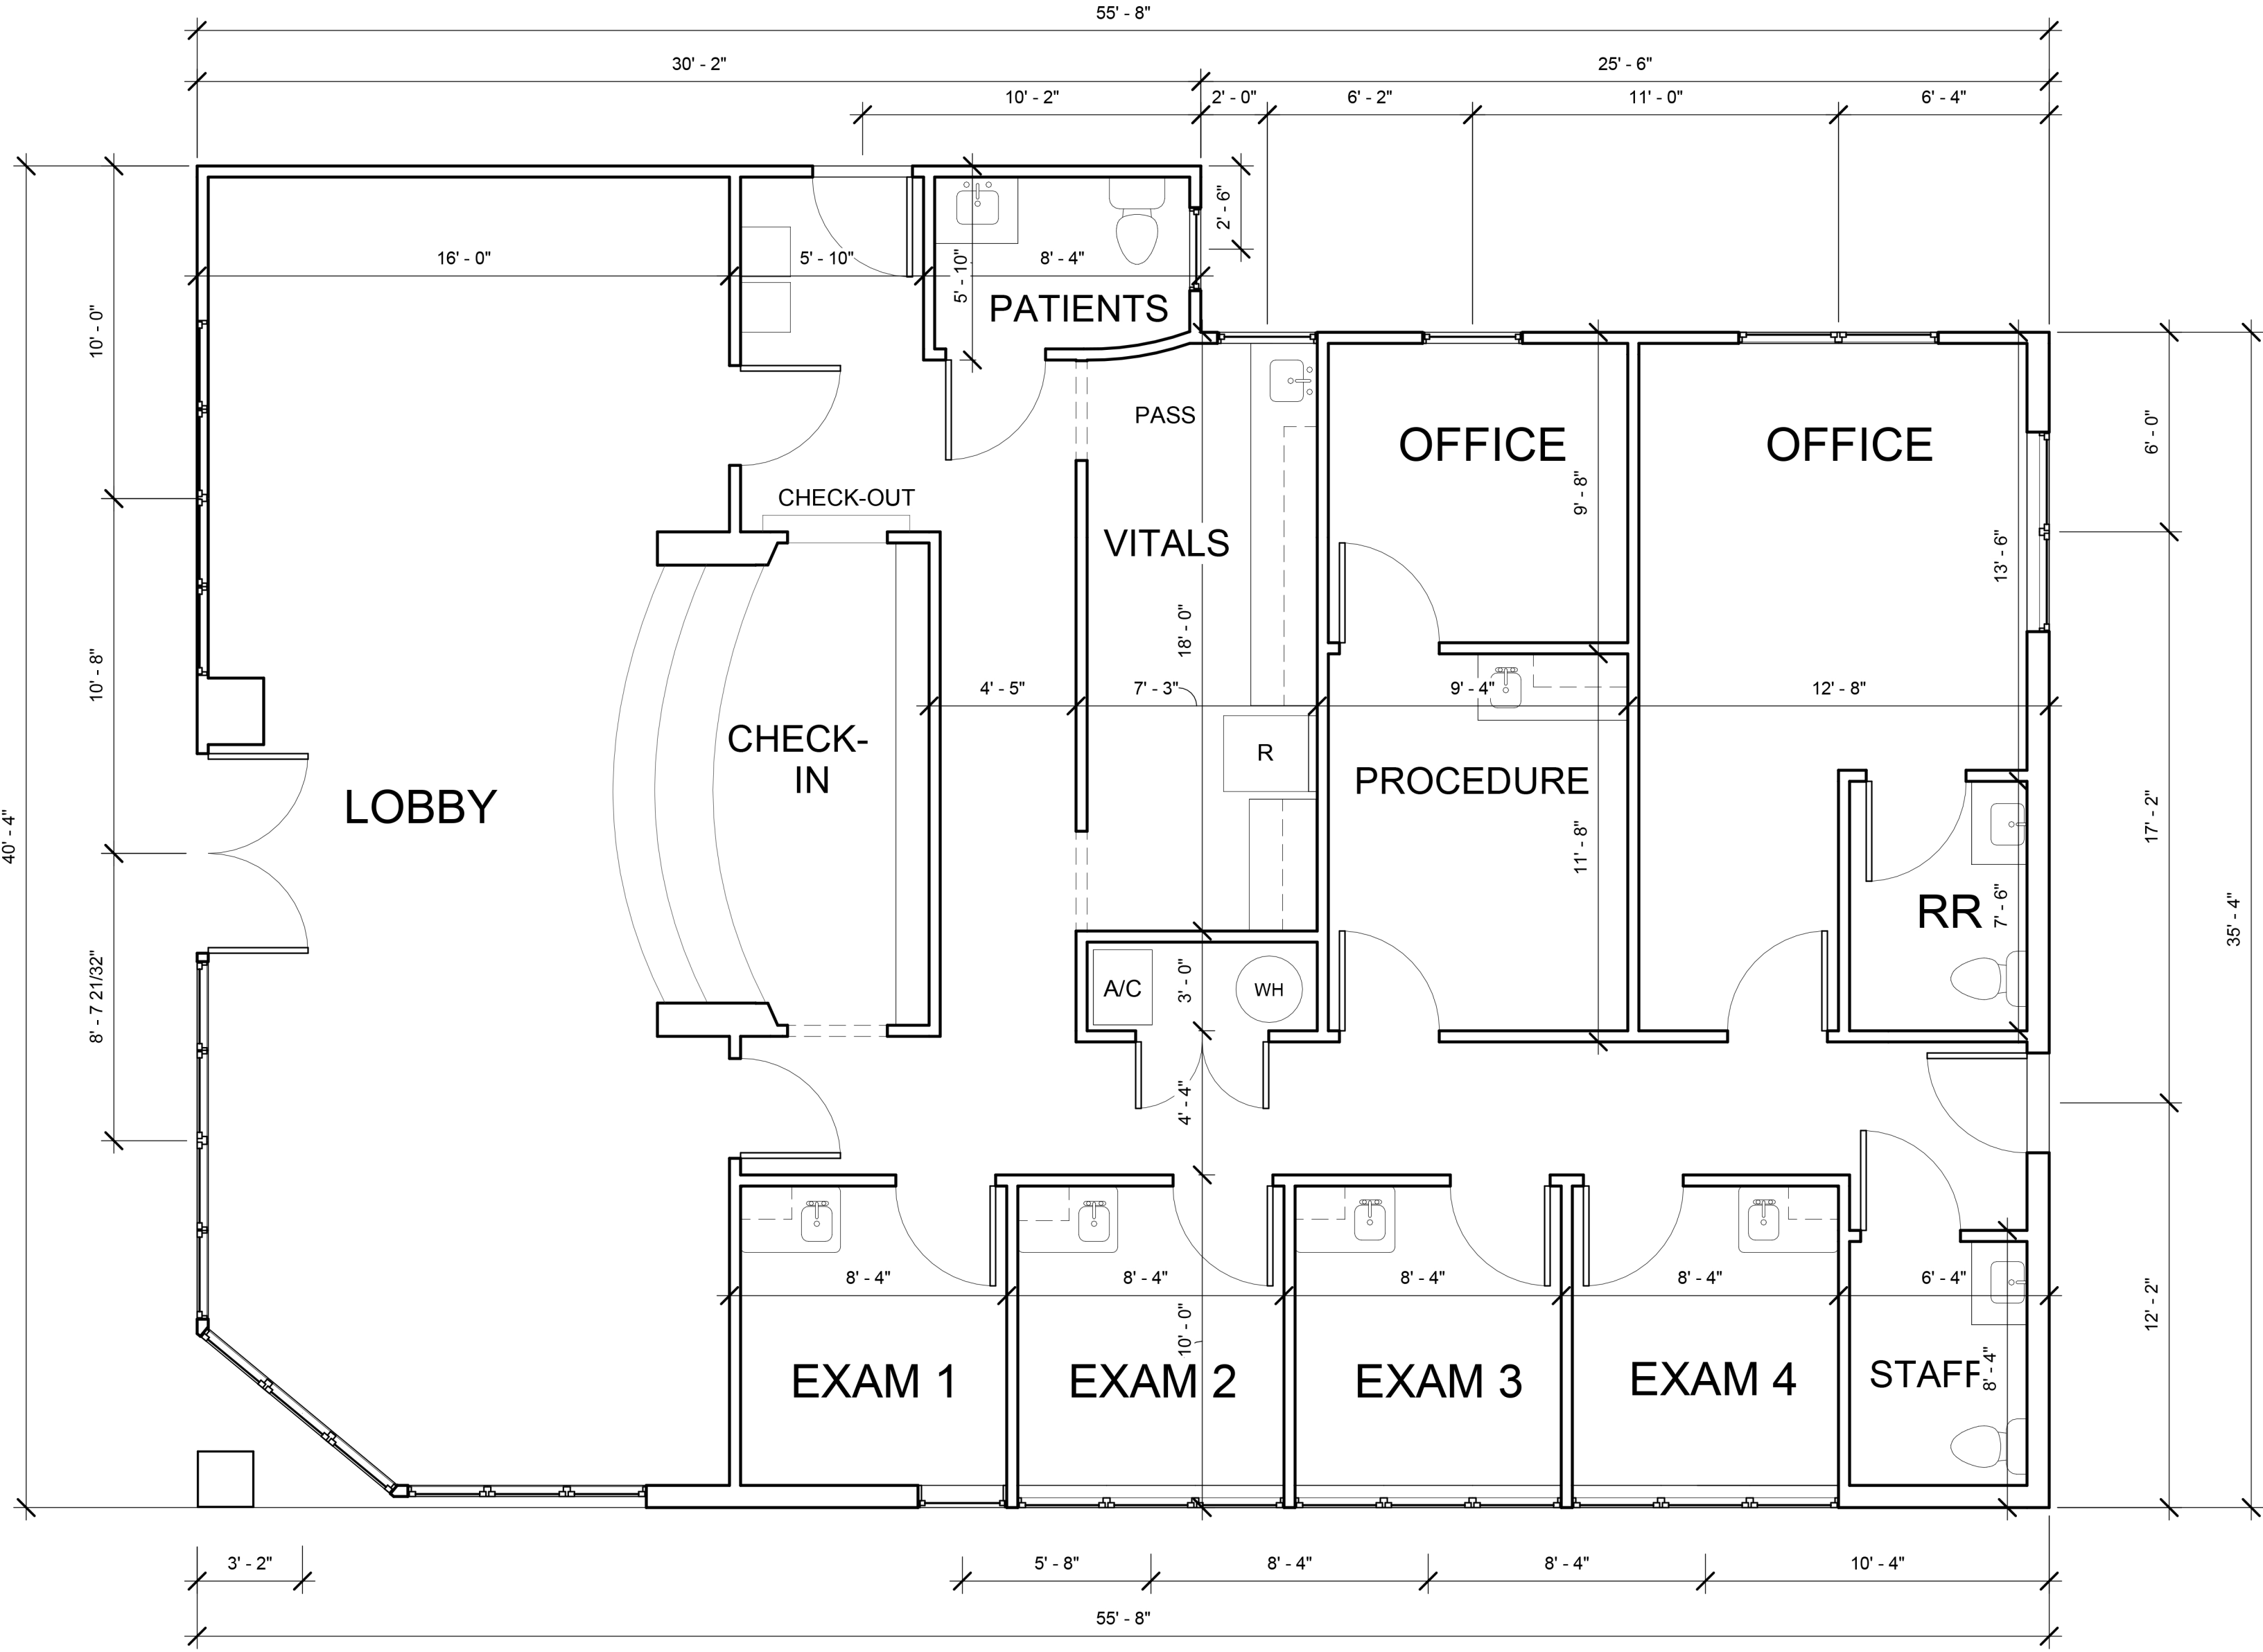 55' - 8"
30' - 2"
25' - 6"
10' - 2"
2' - 0"
6' - 2"
11' - 0"
6' - 4"
2' - 6"
16' - 0"
5' - 10"
5' - 10"
8' - 4"
PATIENTS
10' - 0"
PASS
OFFICE
OFFICE
6' - 0"
9' - 8"
CHECK-OUT
VITALS
13' - 6"
18' - 0"
10' - 8"
4' - 5"
7' - 3"
9' - 4"
12' - 8"
CHECK-
IN
R
PROCEDURE
LOBBY
40' - 4"
11' - 8"
17' - 2"
RR
7' - 6"
35' - 4"
8' - 7 21/32"
A/C
3' - 0"
WH
4' - 4"
8' - 4"
8' - 4"
8' - 4"
8' - 4"
6' - 4"
12' - 2"
10' - 0"
EXAM 1
EXAM 2
EXAM 3
EXAM 4
STAFF
8' - 4"
3' - 2"
5' - 8"
8' - 4"
8' - 4"
10' - 4"
55' - 8"